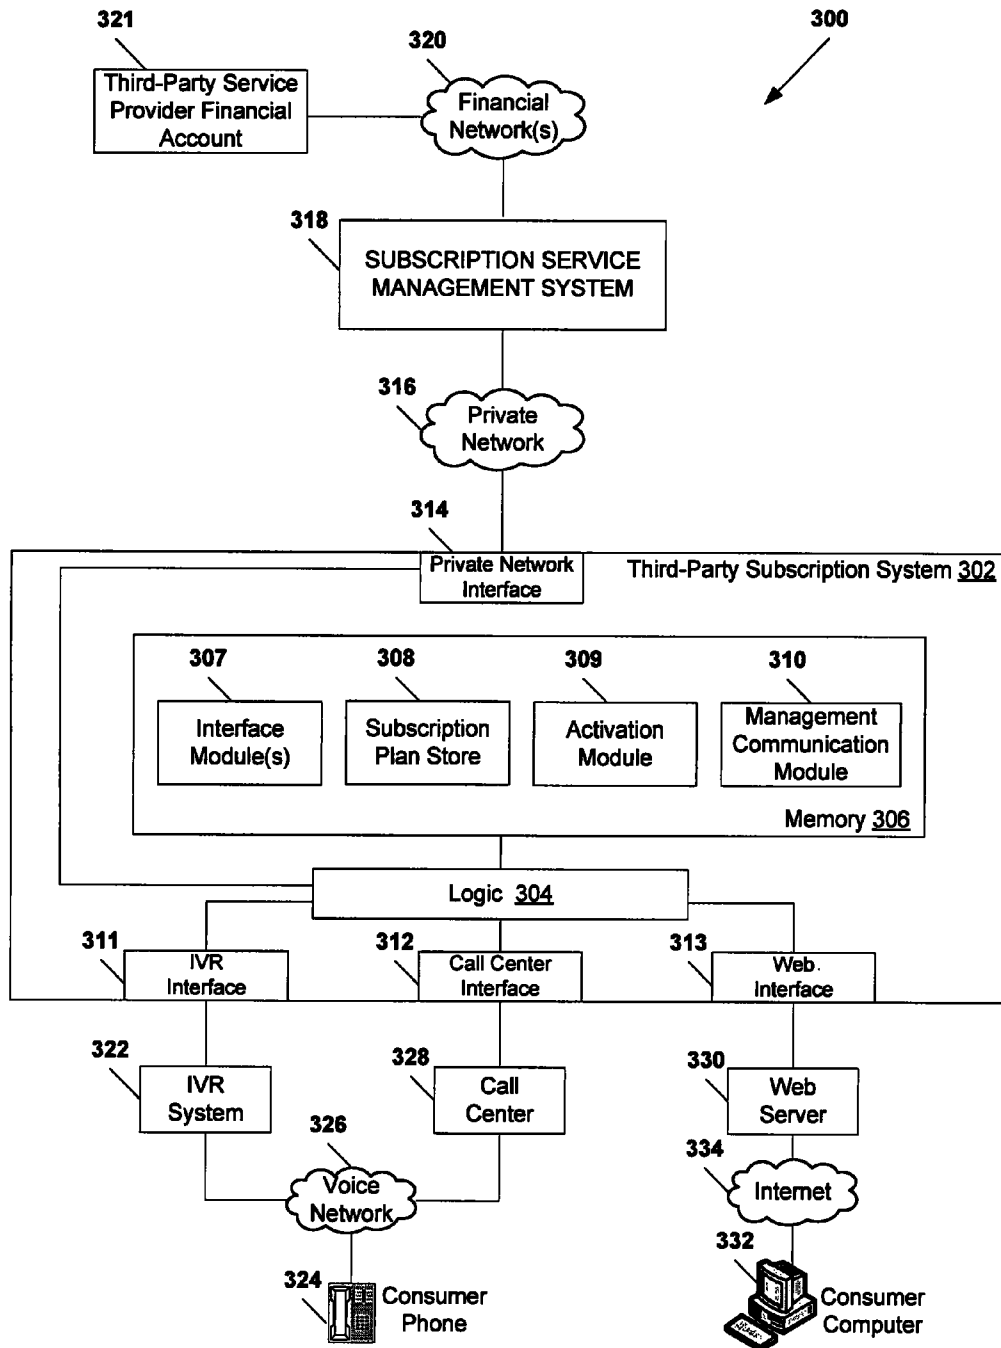 321
320
300
Third-Party Service
Provider Financial
Account
Financial
Network(s)
318
SUBSCRIPTION SERVICE
MANAGEMENT SYSTEM
316
Private
Network
314
Private Network
Interface
Third-Party Subscription System 302
307
308
309
310
Interface
Module(s)
Subscription
Plan Store
Activation
Module
Management
Communication
Module
Memory 306
Logic 304
311
312
313
IVR
Interface
Call Center
Interface
Web
Interface
322
328
330
IVR
System
Call
Center
Web
Server
326
334
Voice
Network
Internet
324
332
Consumer
Phone
Consumer
Computer